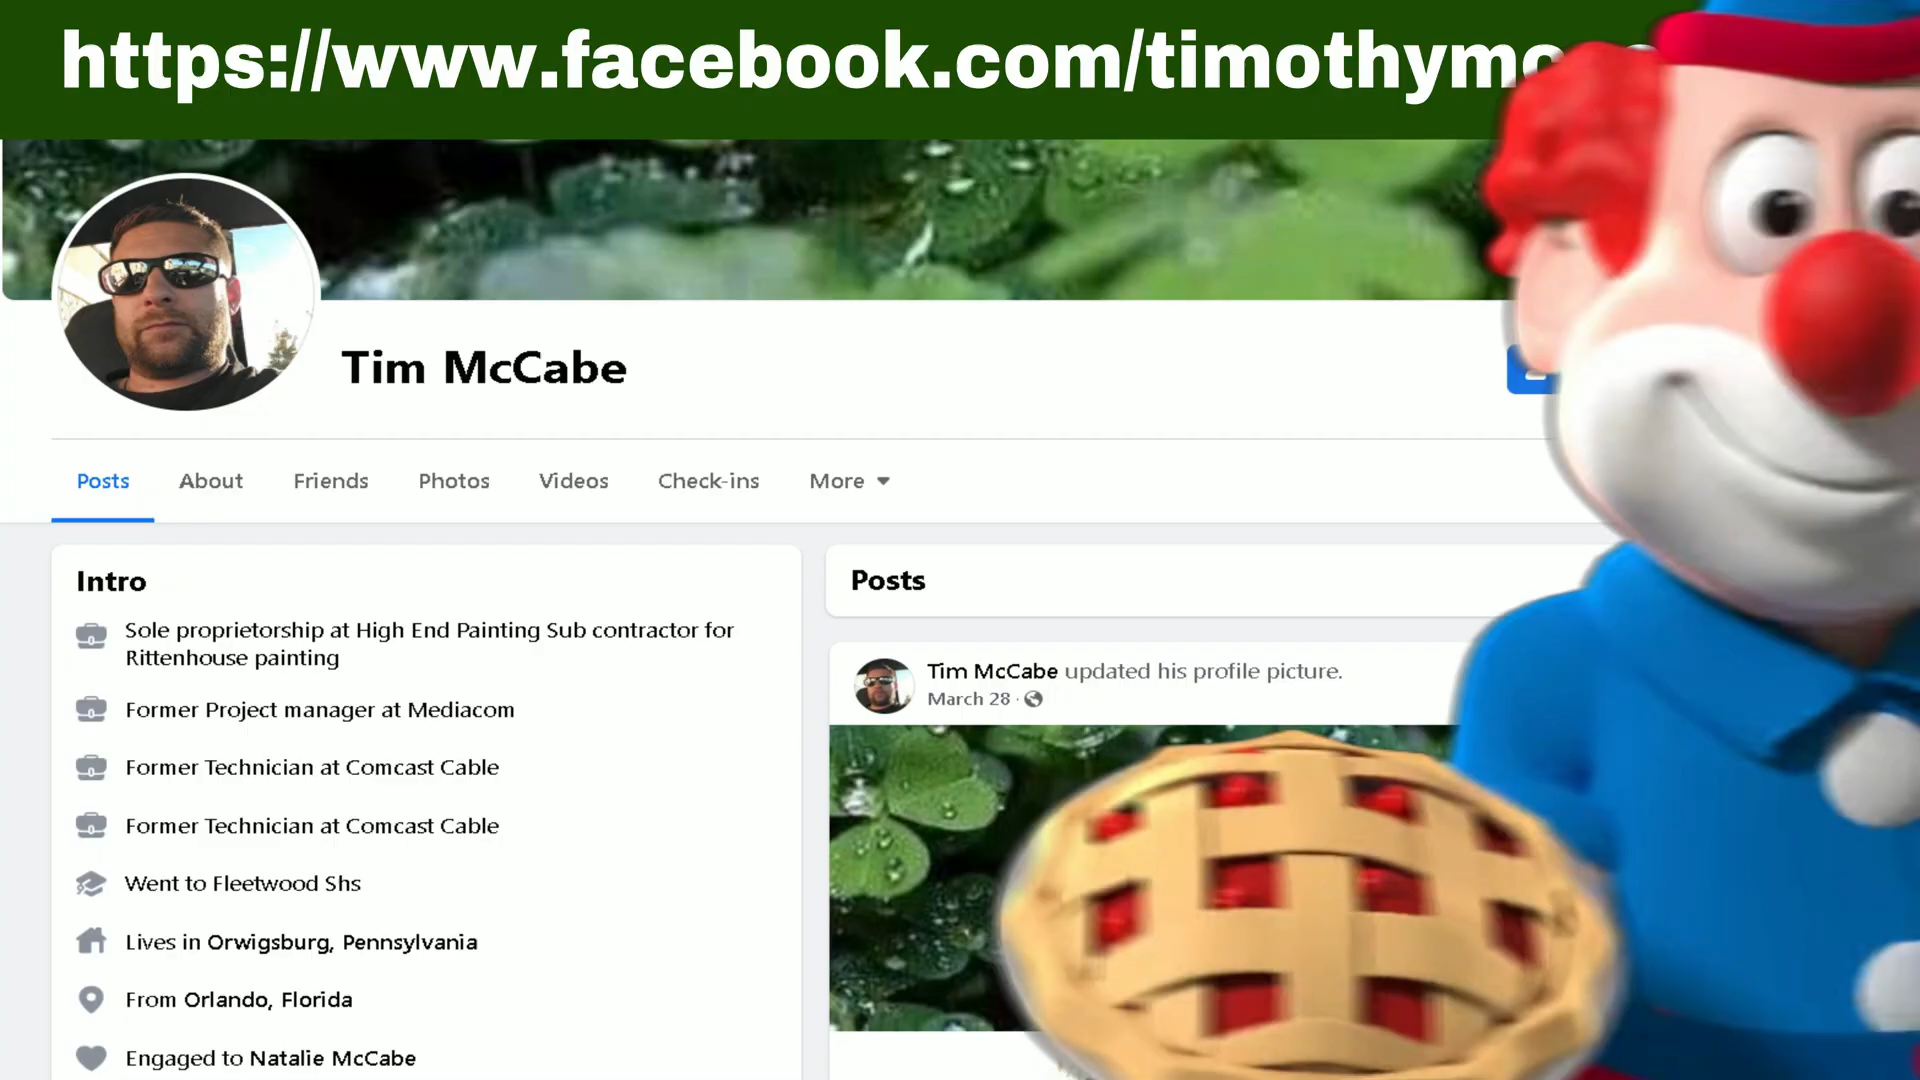 https://www.facebook.com/timothymc
Tim McCabe
Posts About Friends Photos Videos Check-ins More
Intro
Sole proprietorship at High End Painting Sub contractor for
Rittenhouse painting
Former Project manager at Mediacom
Former Technician at Comcast Cable
Former Technician at Comcast Cable
Went to Fleetwood Shs
Lives in Orwigsburg, Pennsylvania
From Orlando, Florida
Engaged to Natalie McCabe
Posts
Tim McCabe updated his profile picture.
March 28 ·